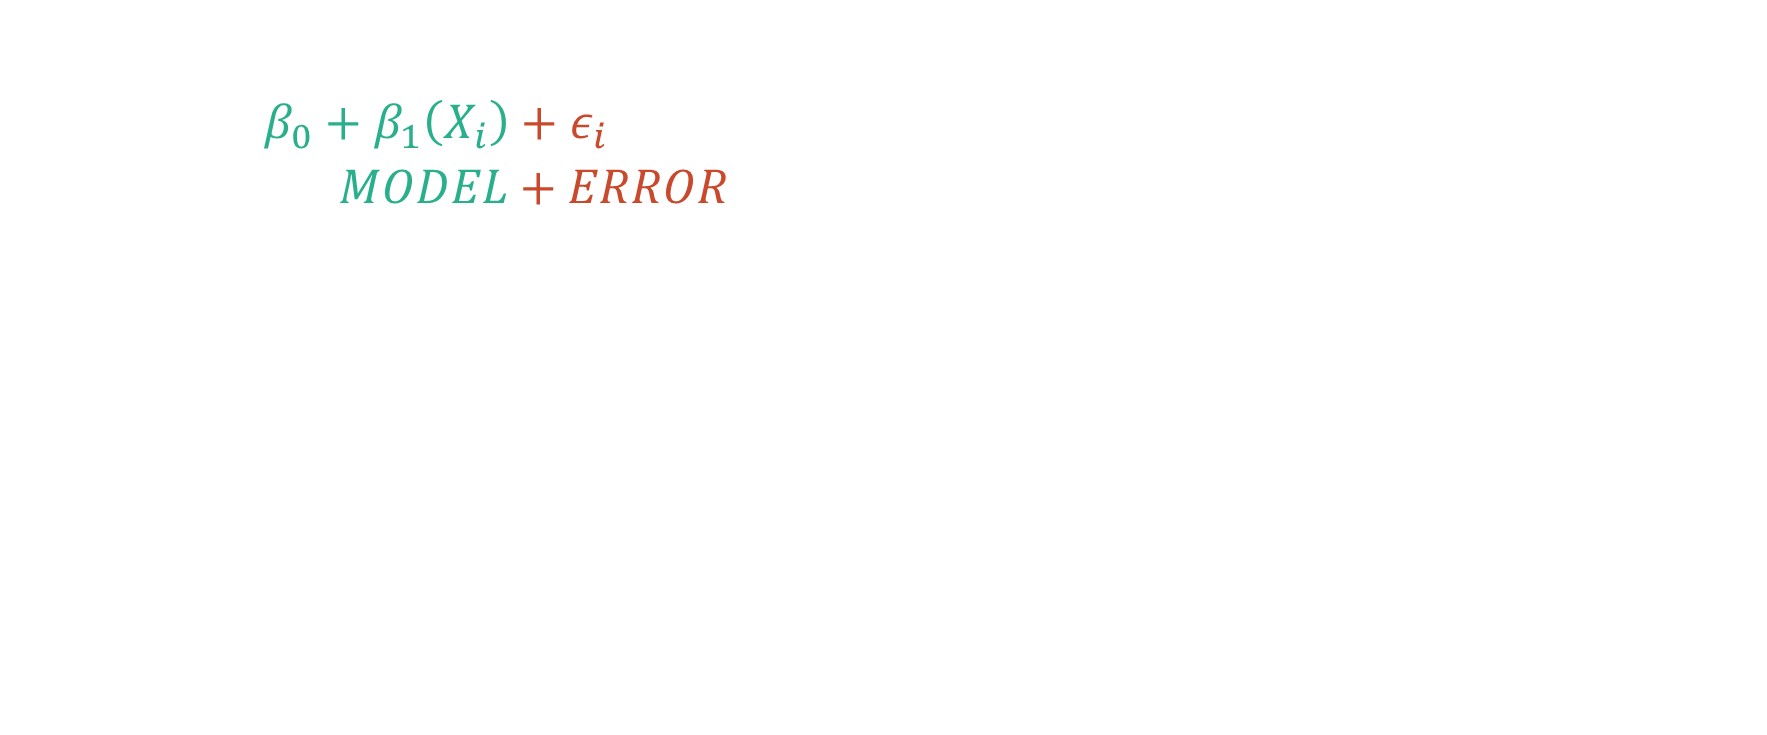 β₀ + β₁(Xᵢ) + ϵᵢ
MODEL + ERROR